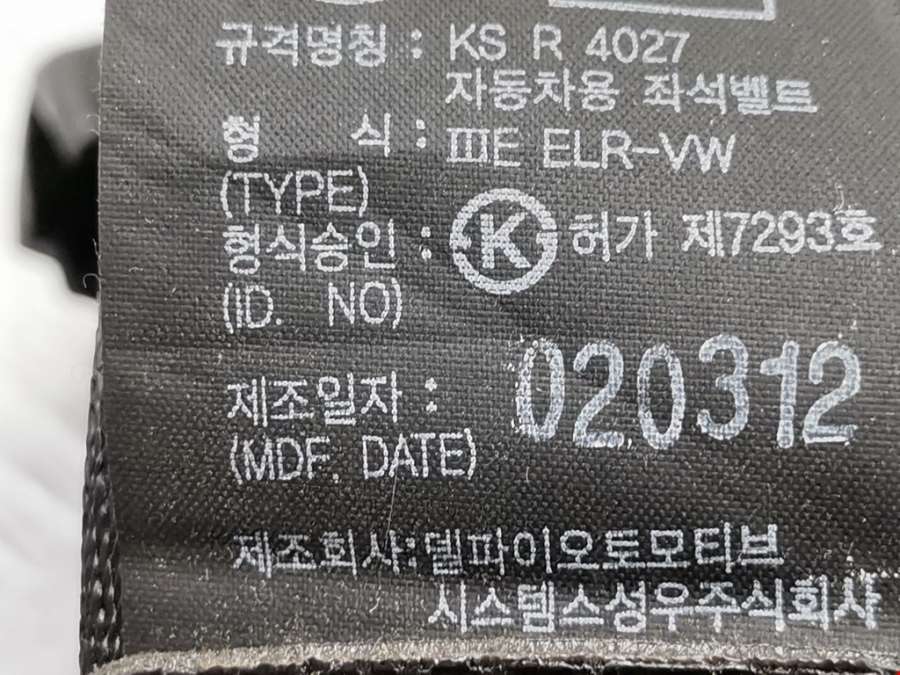 규격명칭 : KS R 4027
자동차용 좌석벨트
형 식 : ⅢE ELR-VW
(TYPE)
형식승인 : K 허가 제7293호
(ID. NO)
제조일자 : 020312
(MDF. DATE)
제조회사:델파이오토모티브
시스템스성우주식회사